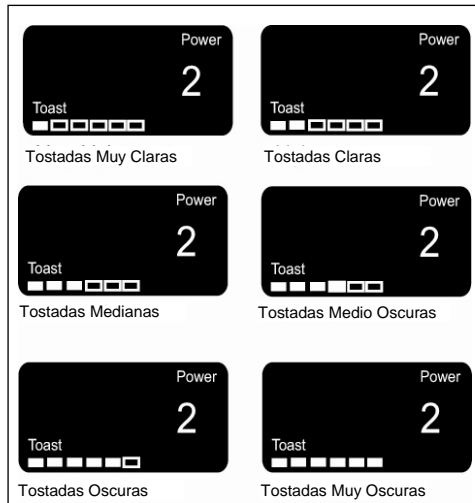 Power Power
2 2
Toast Toast
Tostadas Muy Claras Tostadas Claras
Power Power
2 2
Toast Toast
Tostadas Medianas Tostadas Medio Oscuras
Power Power
2 2
Toast Toast
Tostadas Oscuras Tostadas Muy Oscuras